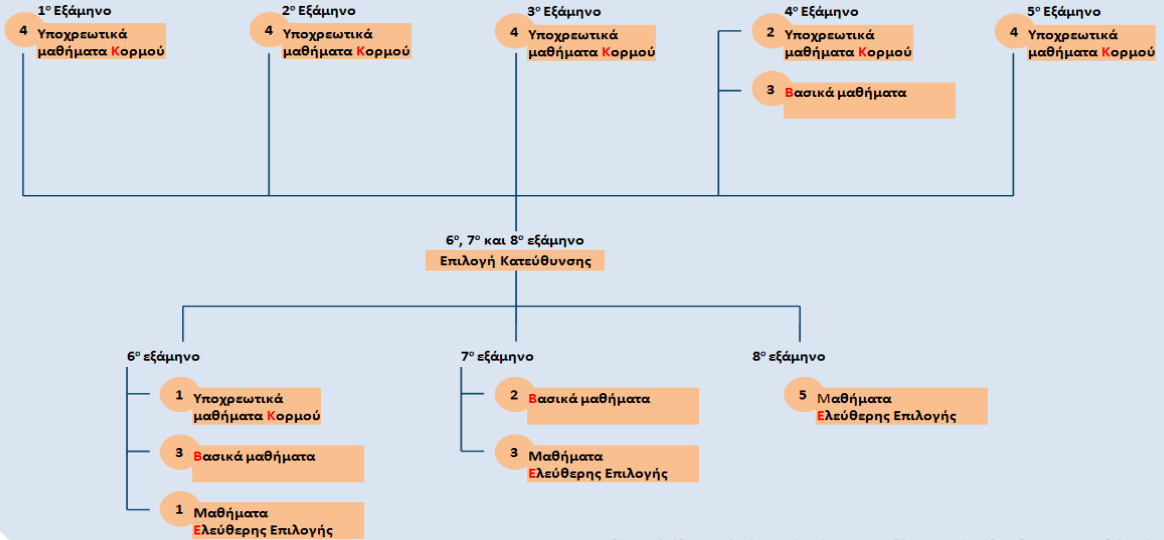 1ο Εξάμηνο
4 Υποχρεωτικά
μαθήματα Κορμού
2ο Εξάμηνο
4 Υποχρεωτικά
μαθήματα Κορμού
3ο Εξάμηνο
4 Υποχρεωτικά
μαθήματα Κορμού
4ο Εξάμηνο
2 Υποχρεωτικά
μαθήματα Κορμού
3 Βασικά μαθήματα
5ο Εξάμηνο
4 Υποχρεωτικά
μαθήματα Κορμού
6ο, 7ο και 8ο εξάμηνο
Επιλογή Κατεύθυνσης
6ο εξάμηνο
1 Υποχρεωτικά
μαθήματα Κορμού
3 Βασικά μαθήματα
1 Μαθήματα
Ελεύθερης Επιλογής
7ο εξάμηνο
2 Βασικά μαθήματα
3 Μαθήματα
Ελεύθερης Επιλογής
8ο εξάμηνο
5 Μαθήματα
Ελεύθερης Επιλογής